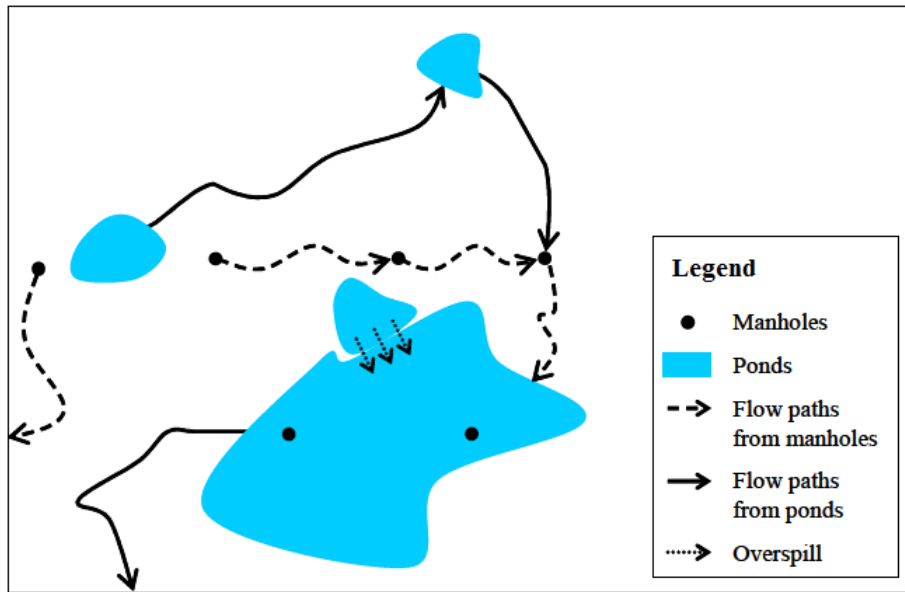 Legend
Manholes
Ponds
Flow paths
from manholes
Flow paths
from ponds
Overspill